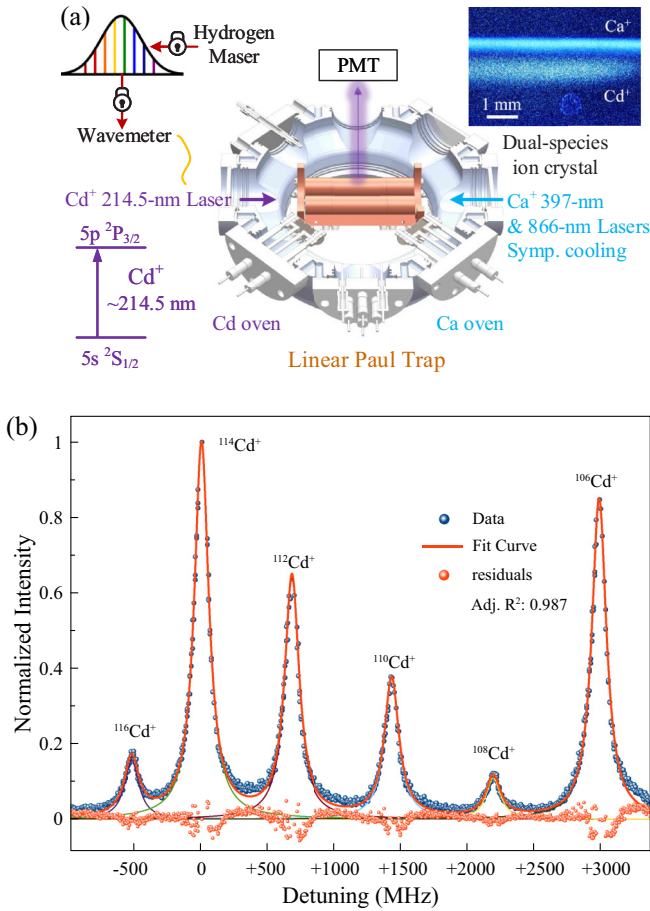 (a)
Hydrogen
Maser
Wavemeter
PMT
Ca⁺
Cd⁺
1 mm
Dual-species
ion crystal
Cd⁺ 214.5-nm Laser
Ca⁺ 397-nm
& 866-nm Lasers
Symp. cooling
5p ²P₃/₂
Cd⁺
~214.5 nm
5s ²S₁/₂
Cd oven
Ca oven
Linear Paul Trap
(b)
Normalized Intensity
1
0.8
0.6
0.4
0.2
0
¹¹⁶Cd⁺
¹¹⁴Cd⁺
¹¹²Cd⁺
¹¹⁰Cd⁺
¹⁰⁸Cd⁺
¹⁰⁶Cd⁺
Data
Fit Curve
residuals
Adj. R²: 0.987
-500 0 +500 +1000 +1500 +2000 +2500 +3000
Detuning (MHz)